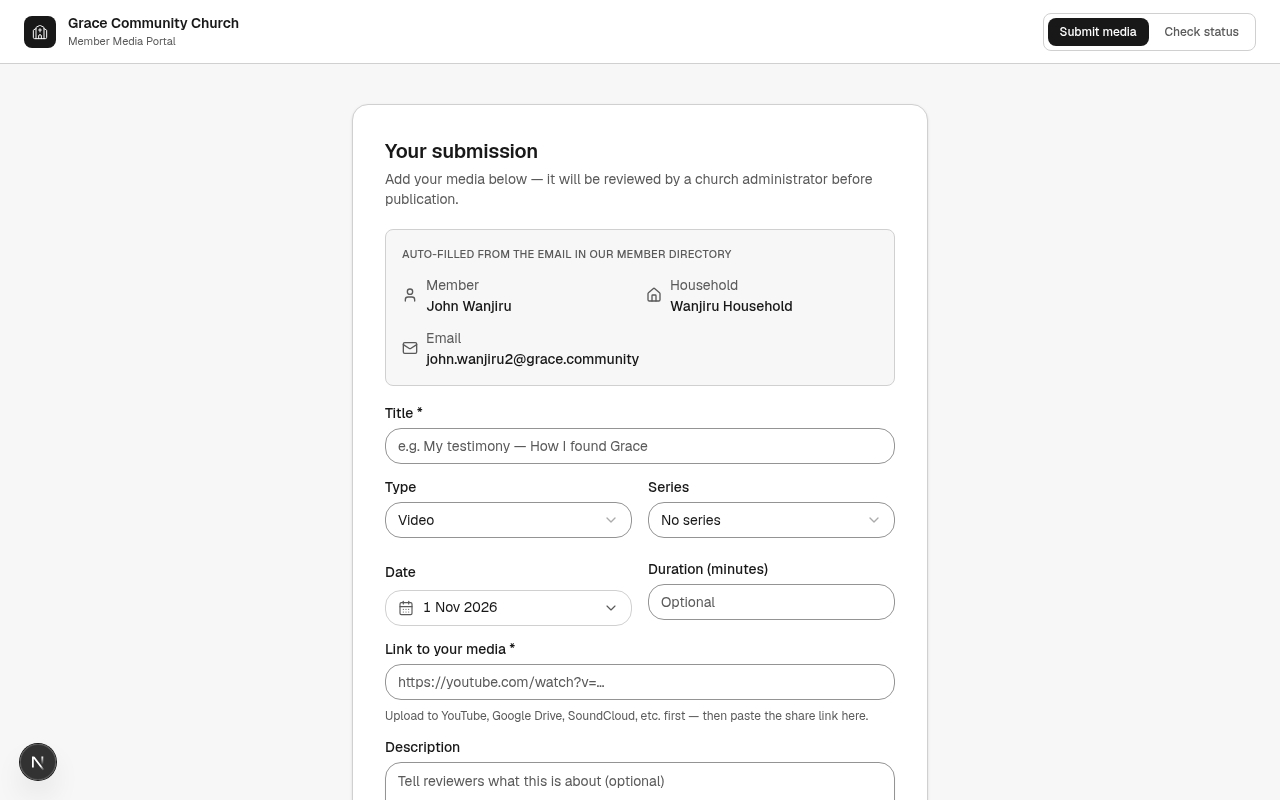 Grace Community Church
Member Media Portal
Submit media
Check status
Your submission
Add your media below — it will be reviewed by a church administrator before
publication.
AUTO-FILLED FROM THE EMAIL IN OUR MEMBER DIRECTORY
Member
John Wanjiru
Household
Wanjiru Household
Email
john.wanjiru2@grace.community
Title *
e.g. My testimony — How I found Grace
Type
Series
Video
No series
Date
Duration (minutes)
1 Nov 2026
Optional
Link to your media *
https://youtube.com/watch?v=…
Upload to YouTube, Google Drive, SoundCloud, etc. first — then paste the share link here.
Description
Tell reviewers what this is about (optional)
N